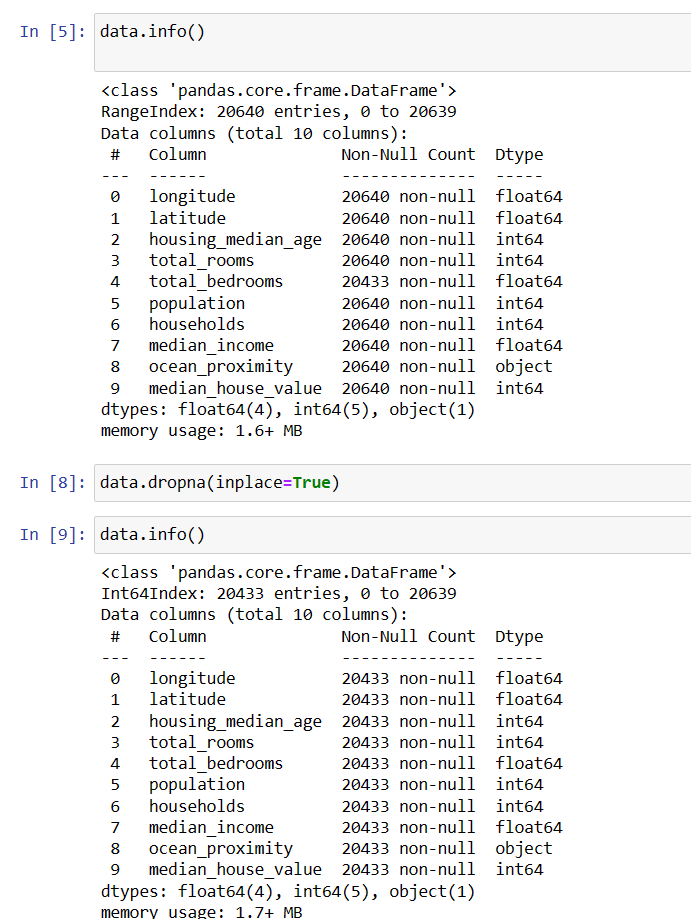 In [5]: data.info()
<class 'pandas.core.frame.DataFrame'>
RangeIndex: 20640 entries, 0 to 20639
Data columns (total 10 columns):
 #   Column              Non-Null Count  Dtype
---  ------              --------------  -----
 0   longitude           20640 non-null  float64
 1   latitude            20640 non-null  float64
 2   housing_median_age  20640 non-null  int64
 3   total_rooms         20640 non-null  int64
 4   total_bedrooms      20433 non-null  float64
 5   population          20640 non-null  int64
 6   households          20640 non-null  int64
 7   median_income       20640 non-null  float64
 8   ocean_proximity     20640 non-null  object
 9   median_house_value  20640 non-null  int64
dtypes: float64(4), int64(5), object(1)
memory usage: 1.6+ MB
In [8]: data.dropna(inplace=True)
In [9]: data.info()
<class 'pandas.core.frame.DataFrame'>
Int64Index: 20433 entries, 0 to 20639
Data columns (total 10 columns):
 #   Column              Non-Null Count  Dtype
---  ------              --------------  -----
 0   longitude           20433 non-null  float64
 1   latitude            20433 non-null  float64
 2   housing_median_age  20433 non-null  int64
 3   total_rooms         20433 non-null  int64
 4   total_bedrooms      20433 non-null  float64
 5   population          20433 non-null  int64
 6   households          20433 non-null  int64
 7   median_income       20433 non-null  float64
 8   ocean_proximity     20433 non-null  object
 9   median_house_value  20433 non-null  int64
dtypes: float64(4), int64(5), object(1)
memory usage: 1.7+ MB